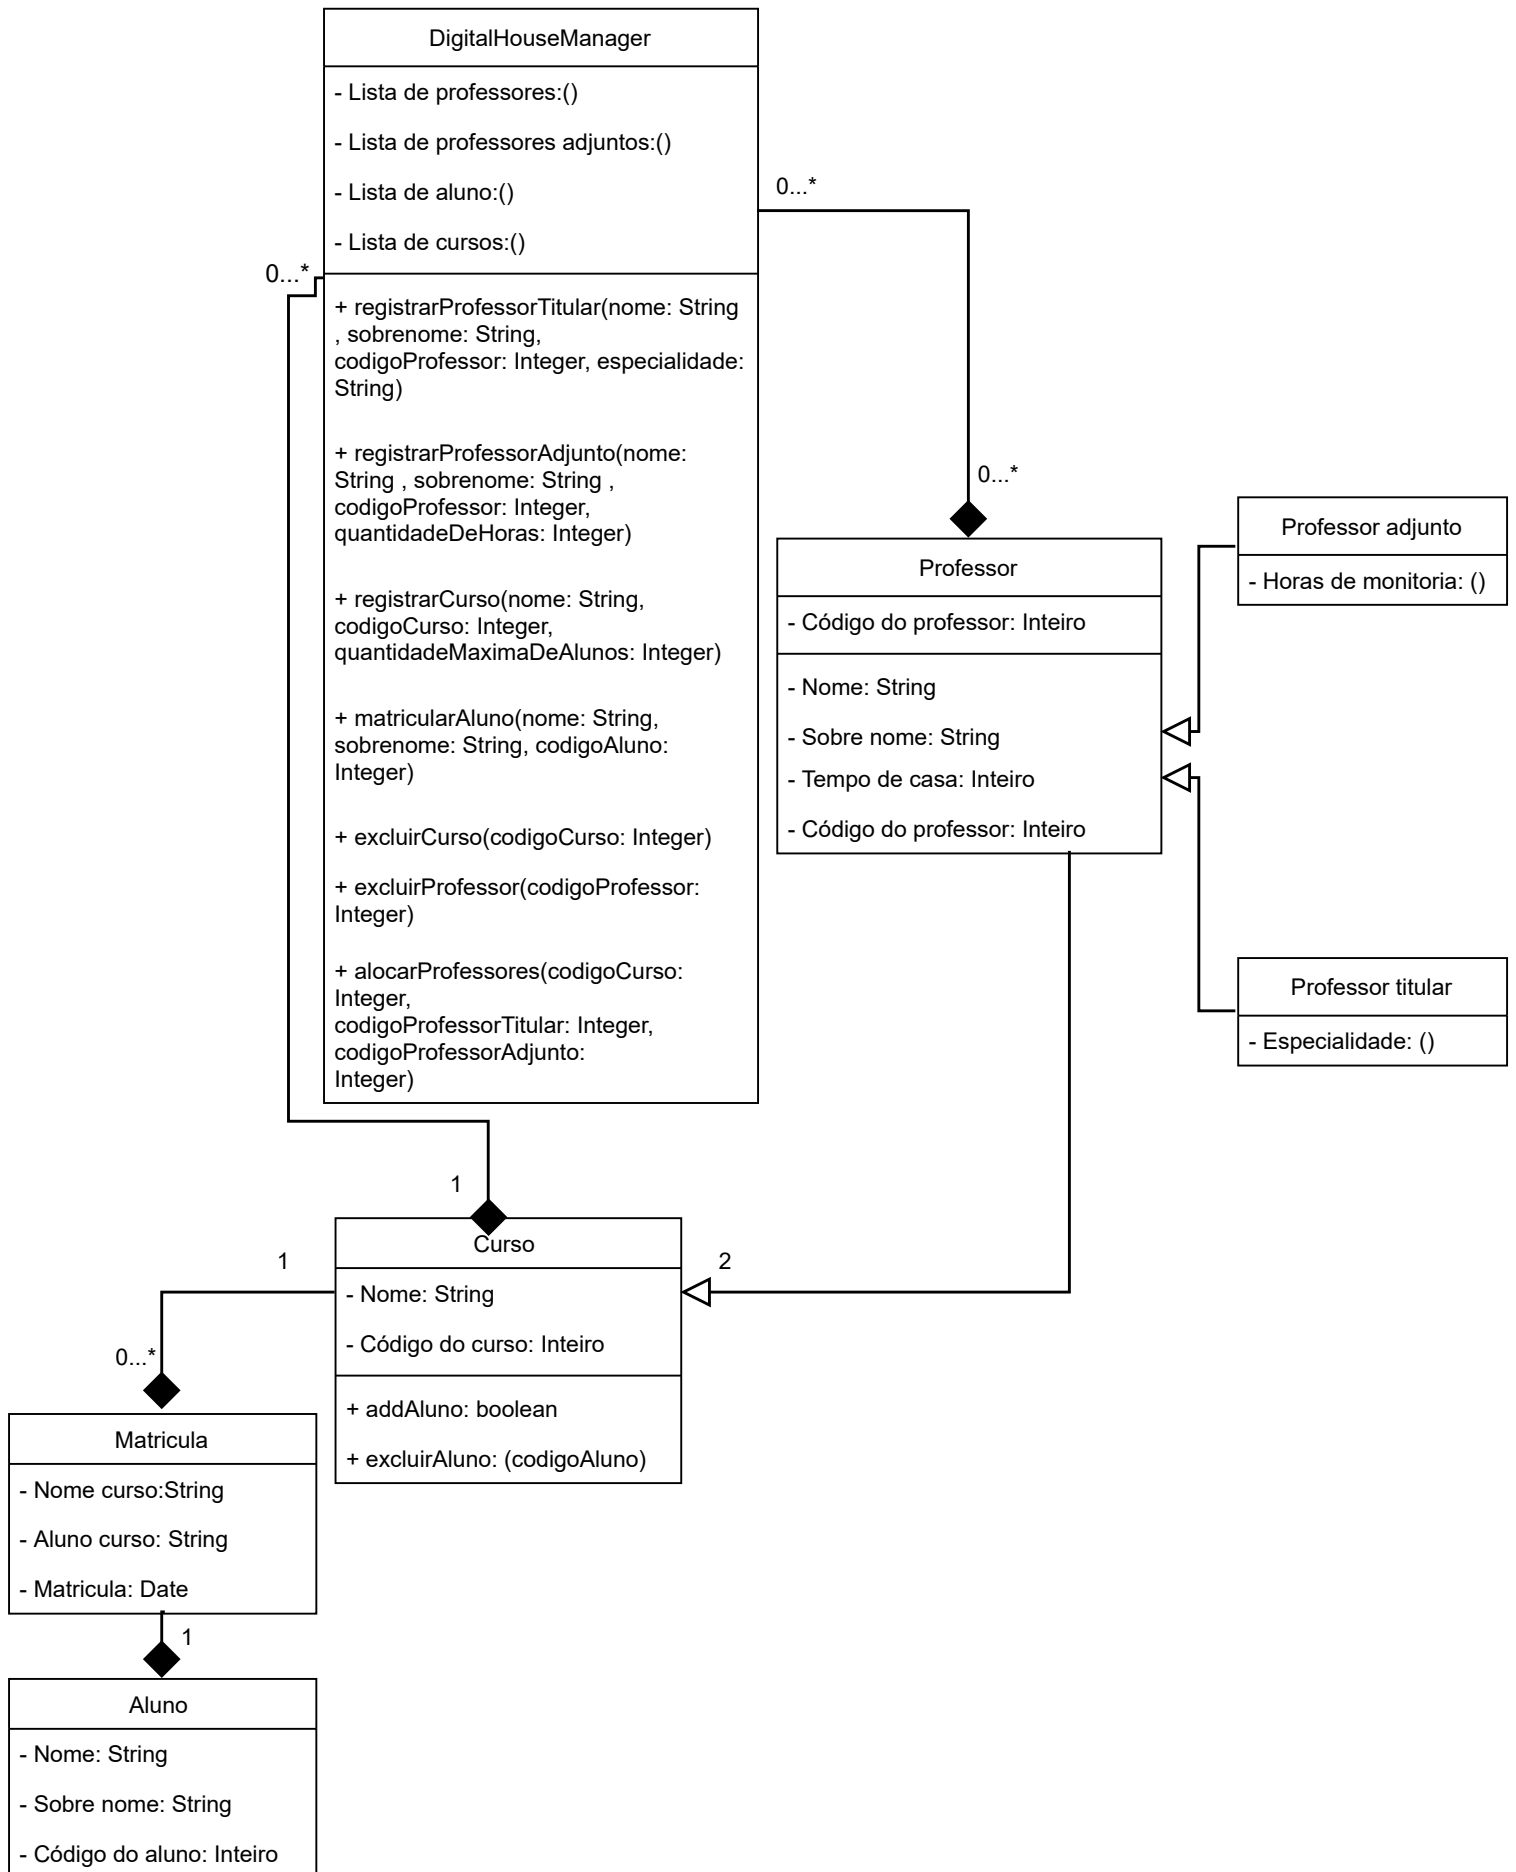 DigitalHouseManager
- Lista de professores:()
- Lista de professores adjuntos:()
- Lista de aluno:()
- Lista de cursos:()
+ registrarProfessorTitular(nome: String
, sobrenome: String,
codigoProfessor: Integer, especialidade:
String)
+ registrarProfessorAdjunto(nome:
String , sobrenome: String ,
codigoProfessor: Integer,
quantidadeDeHoras: Integer)
+ registrarCurso(nome: String,
codigoCurso: Integer,
quantidadeMaximaDeAlunos: Integer)
+ matricularAluno(nome: String,
sobrenome: String, codigoAluno:
Integer)
+ excluirCurso(codigoCurso: Integer)
+ excluirProfessor(codigoProfessor:
Integer)
+ alocarProfessores(codigoCurso:
Integer,
codigoProfessorTitular: Integer,
codigoProfessorAdjunto:
Integer)
0...*
0...*
0...*
Professor
- Código do professor: Inteiro
- Nome: String
- Sobre nome: String
- Tempo de casa: Inteiro
- Código do professor: Inteiro
Professor adjunto
- Horas de monitoria: ()
Professor titular
- Especialidade: ()
1
1
2
Curso
- Nome: String
- Código do curso: Inteiro
+ addAluno: boolean
+ excluirAluno: (codigoAluno)
0...*
Matricula
- Nome curso:String
- Aluno curso: String
- Matricula: Date
1
Aluno
- Nome: String
- Sobre nome: String
- Código do aluno: Inteiro